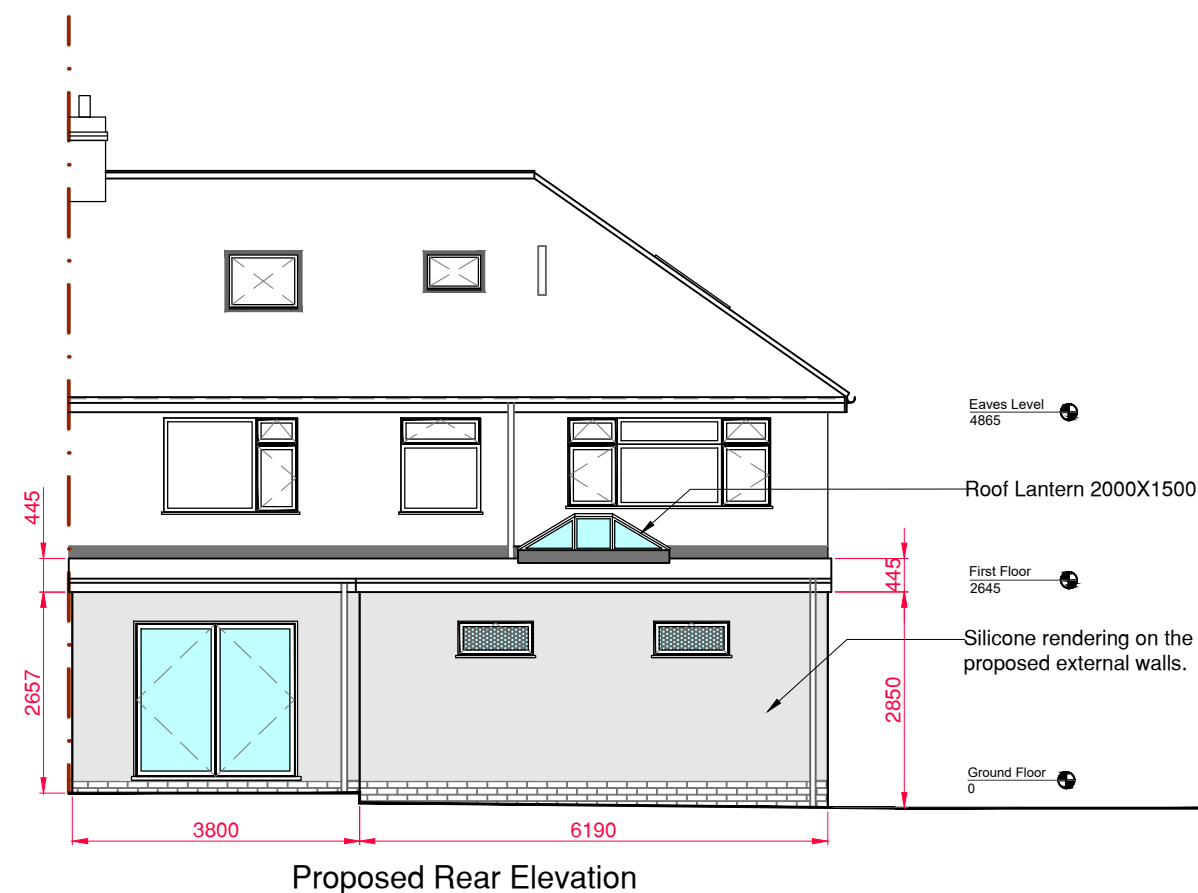 Eaves Level
4865
445
Roof Lantern 2000X1500
445
First Floor
2645
Silicone rendering on the
proposed external walls.
2657
2850
Ground Floor
0
3800
6190
Proposed Rear Elevation